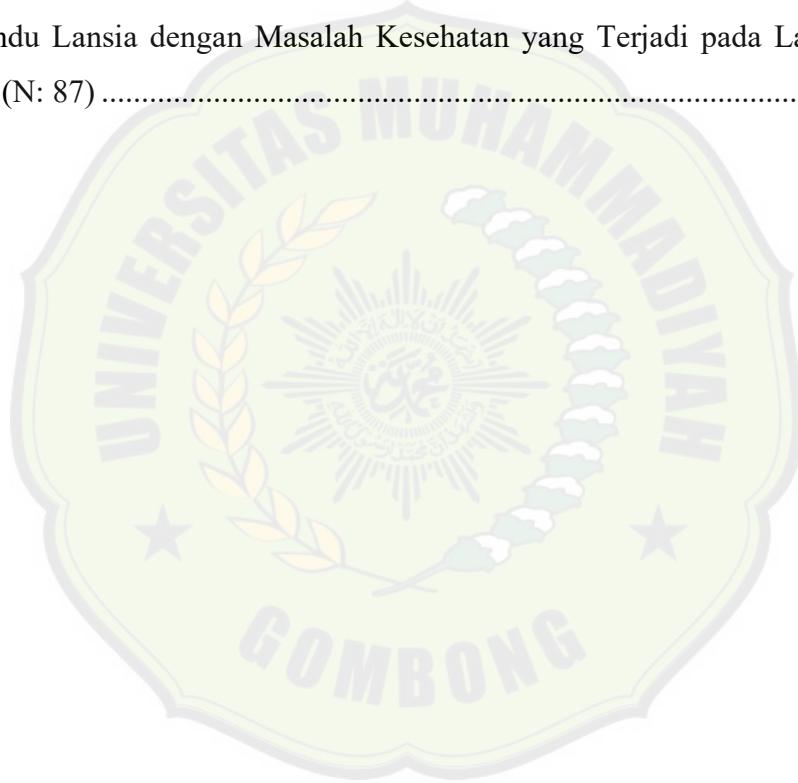 ndu Lansia dengan Masalah Kesehatan yang Terjadi pada La
(N: 87) ................................................................................
UNIVERSITAS MUHAMMADIYAH
GOMBONG